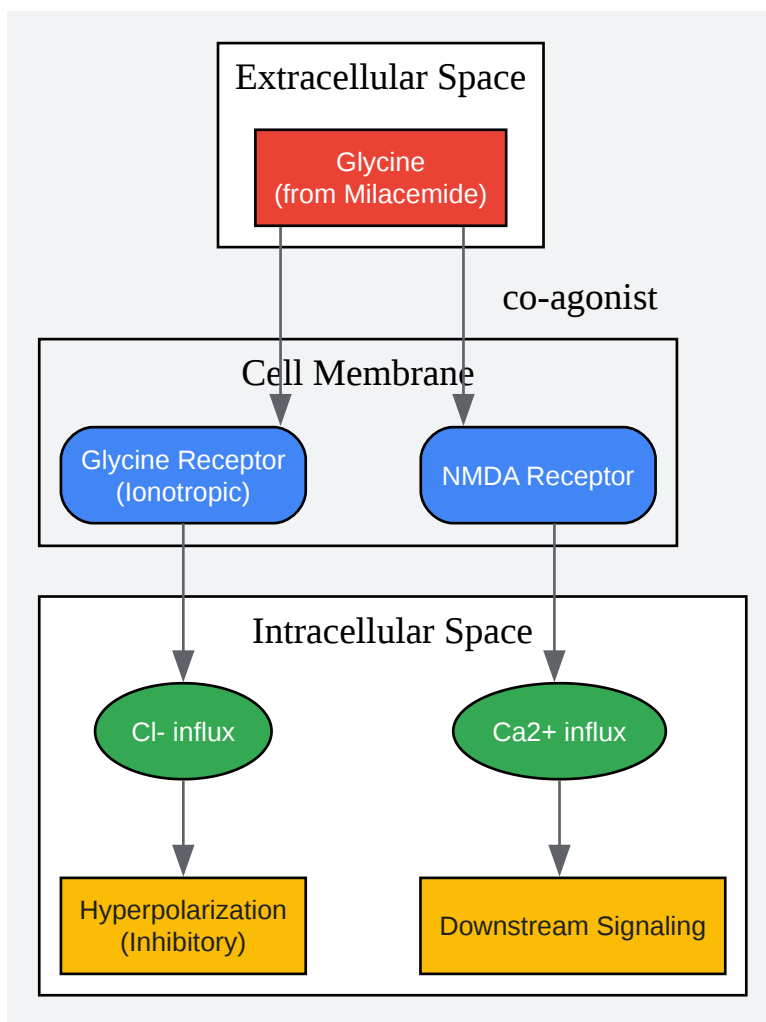 Extracellular Space
Glycine
(from Milacemide)
co-agonist
Cell Membrane
Glycine Receptor
(Ionotropic)
NMDA Receptor
Intracellular Space
Cl- influx
Ca2+ influx
Hyperpolarization
(Inhibitory)
Downstream Signaling